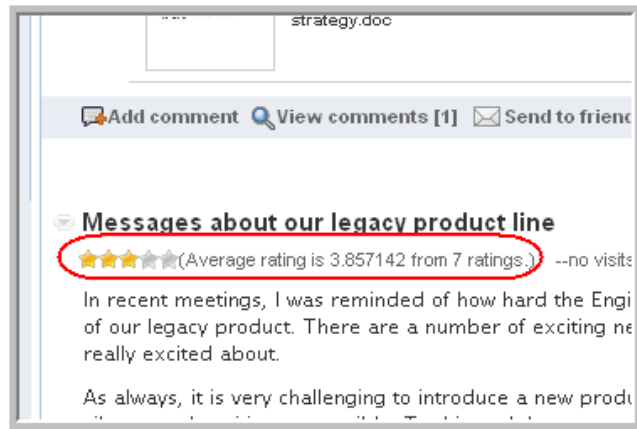 strategy.doc
Add comment View comments [1] Send to friend
Messages about our legacy product line
(Average rating is 3.857142 from 7 ratings.) --no visits
In recent meetings, I was reminded of how hard the Engi
of our legacy product. There are a number of exciting ne
really excited about.
As always, it is very challenging to introduce a new produ